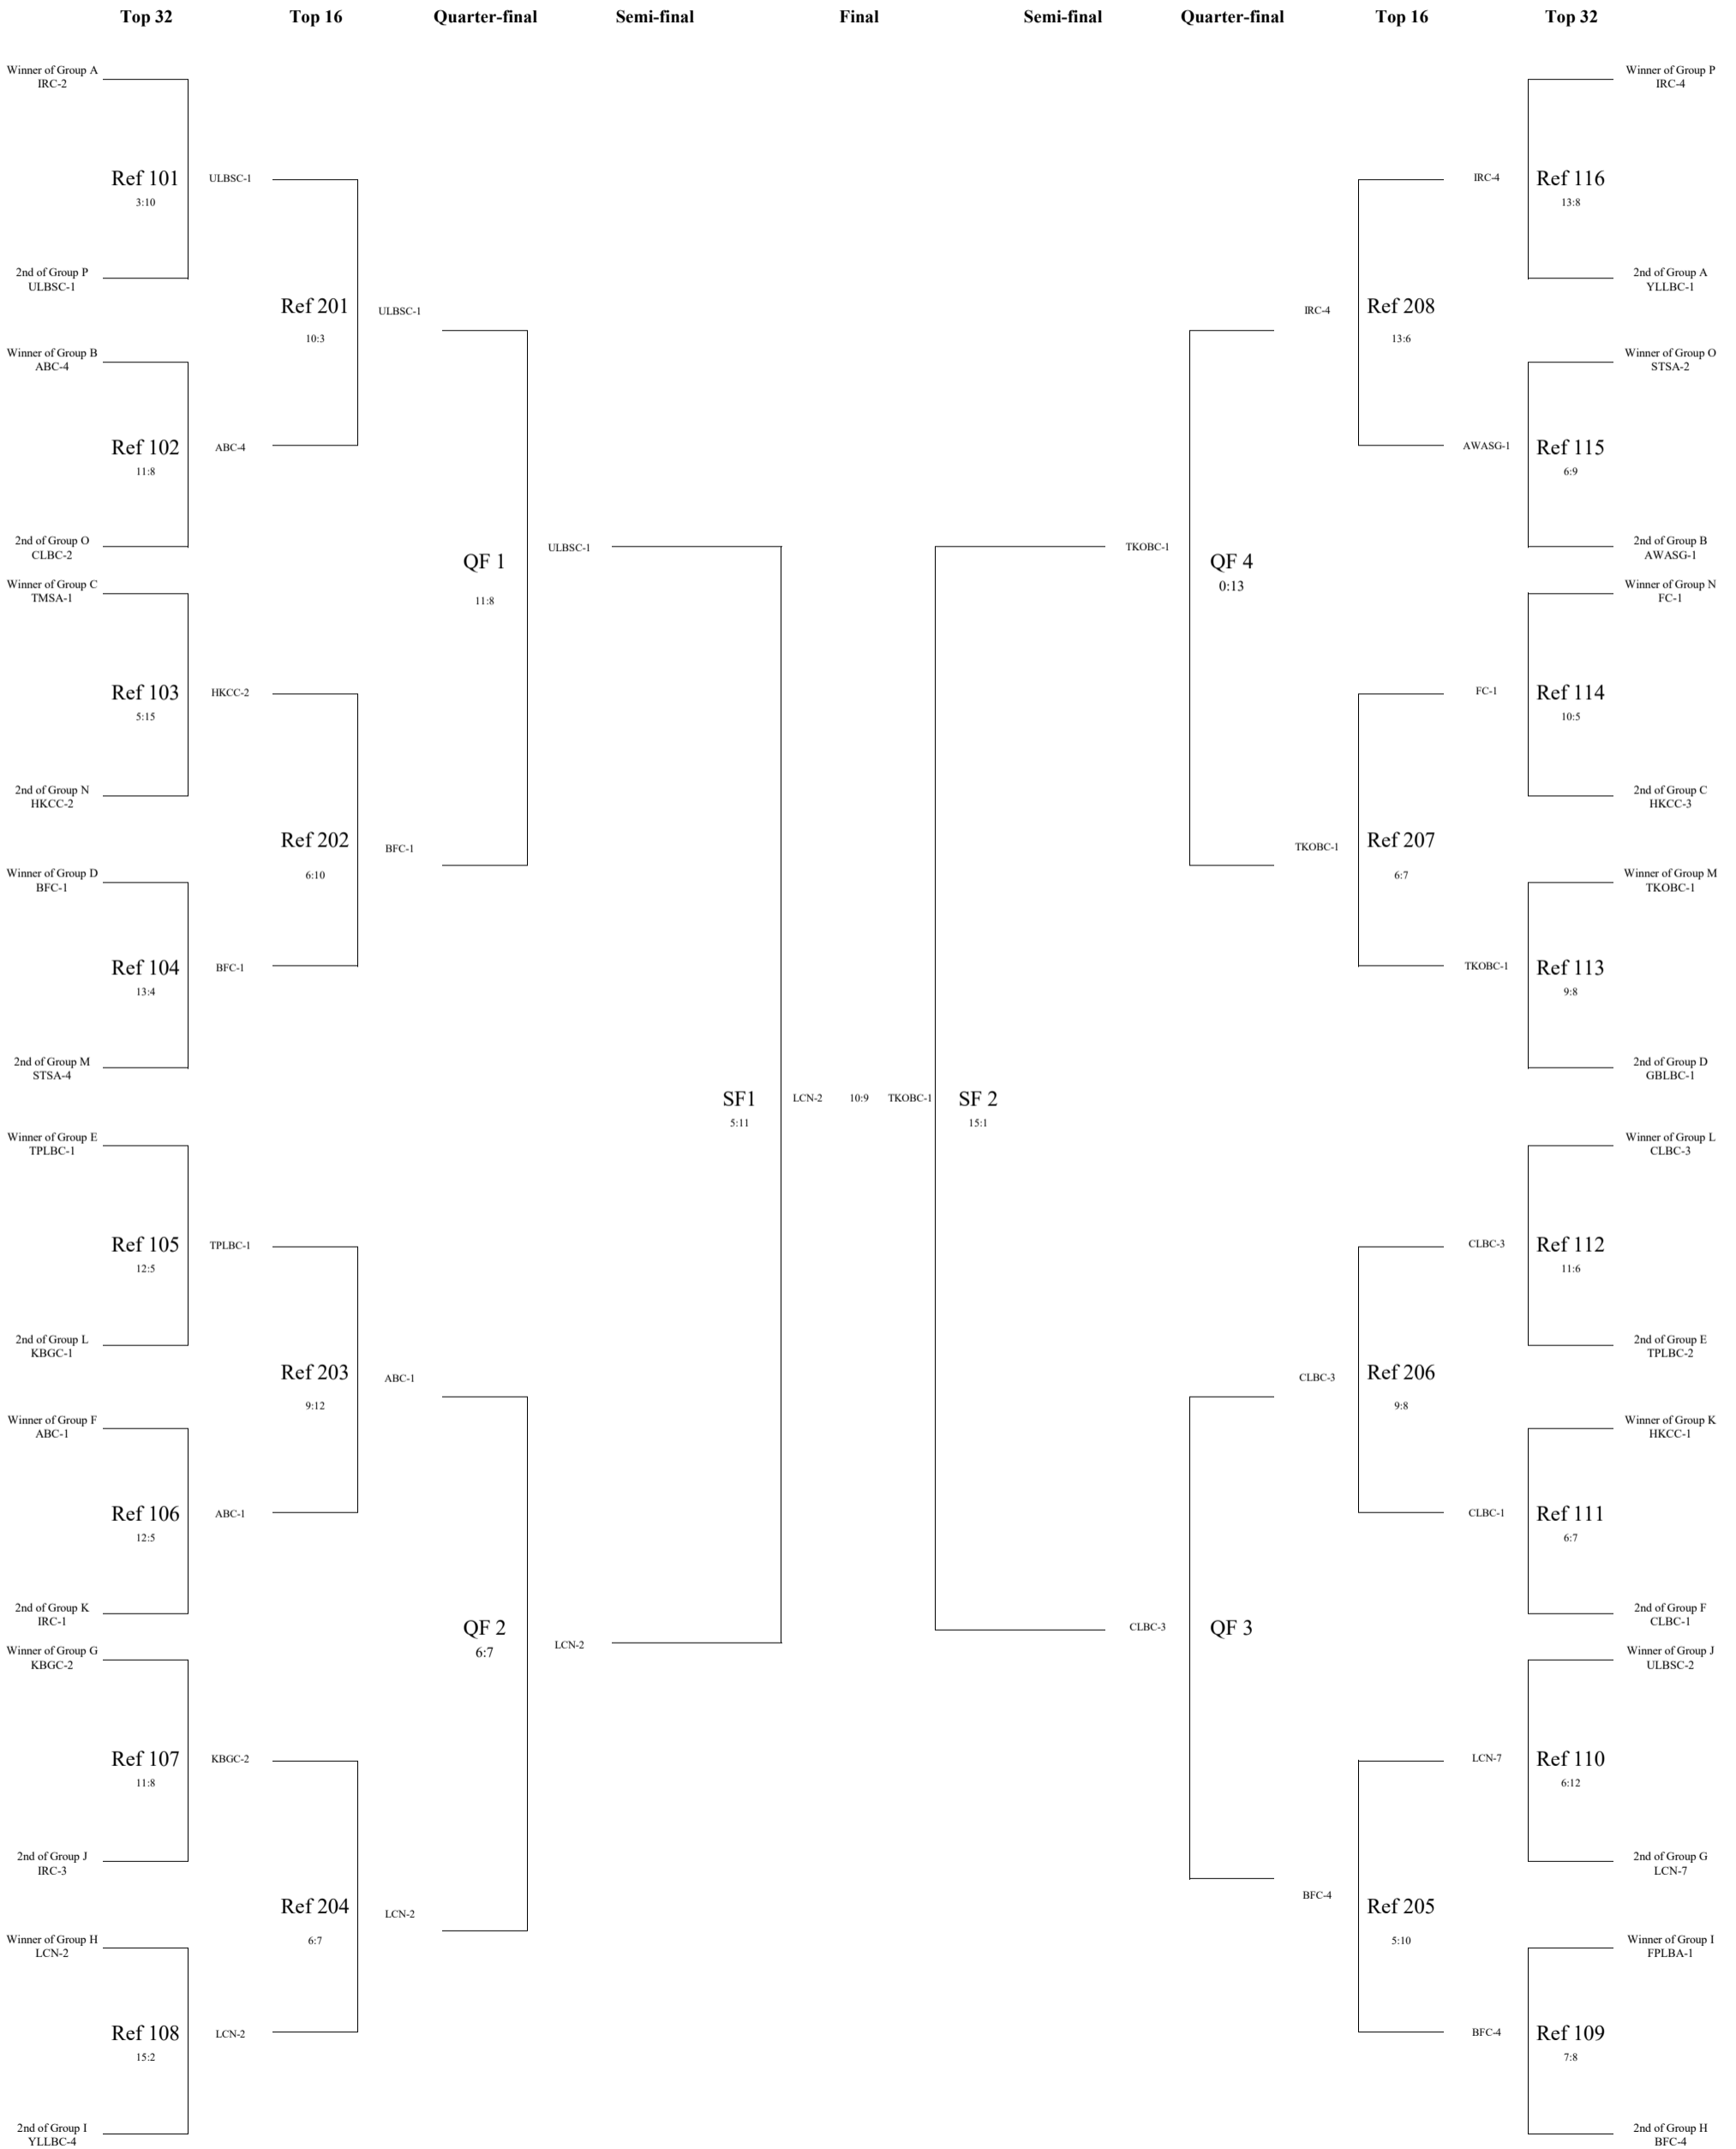 Top 32 Top 16 Quarter-final Semi-final Final Semi-final Quarter-final Top 16 Top 32
Winner of Group A Winner of Group P
IRC-2 IRC-4
Ref 101 ULBSC-1 IRC-4 Ref 116
3:10 13:8
2nd of Group P 2nd of Group A
ULBSC-1 YLLBC-1
Ref 201 ULBSC-1 IRC-4 Ref 208
10:3 13:6
Winner of Group B Winner of Group O
ABC-4 STSA-2
Ref 102 ABC-4 AWASG-1 Ref 115
11:8 6:9
2nd of Group O 2nd of Group B
CLBC-2 AWASG-1
QF 1 ULBSC-1 TKOBC-1 QF 4
11:8 0:13
Winner of Group C Winner of Group N
TMSA-1 FC-1
Ref 103 HKCC-2 FC-1 Ref 114
5:15 10:5
2nd of Group N 2nd of Group C
HKCC-2 HKCC-3
Ref 202 BFC-1 TKOBC-1 Ref 207
6:10 6:7
Winner of Group D Winner of Group M
BFC-1 TKOBC-1
Ref 104 BFC-1 TKOBC-1 Ref 113
13:4 9:8
2nd of Group M 2nd of Group D
STSA-4 GBLBC-1
SF1 LCN-2 10:9 TKOBC-1 SF 2
5:11 15:1
Winner of Group E Winner of Group L
TPLBC-1 CLBC-3
Ref 105 TPLBC-1 CLBC-3 Ref 112
12:5 11:6
2nd of Group L 2nd of Group E
KBGC-1 TPLBC-2
Ref 203 ABC-1 CLBC-3 Ref 206
9:12 9:8
Winner of Group F Winner of Group K
ABC-1 HKCC-1
Ref 106 ABC-1 CLBC-1 Ref 111
12:5 6:7
2nd of Group K 2nd of Group F
IRC-1 CLBC-1
QF 2 LCN-2 CLBC-3 QF 3
6:7
Winner of Group G Winner of Group J
KBGC-2 ULBSC-2
Ref 107 KBGC-2 LCN-7 Ref 110
11:8 6:12
2nd of Group J 2nd of Group G
IRC-3 LCN-7
Ref 204 LCN-2 BFC-4 Ref 205
6:7 5:10
Winner of Group H Winner of Group I
LCN-2 FPLBA-1
Ref 108 LCN-2 BFC-4 Ref 109
15:2 7:8
2nd of Group I 2nd of Group H
YLLBC-4 BFC-4